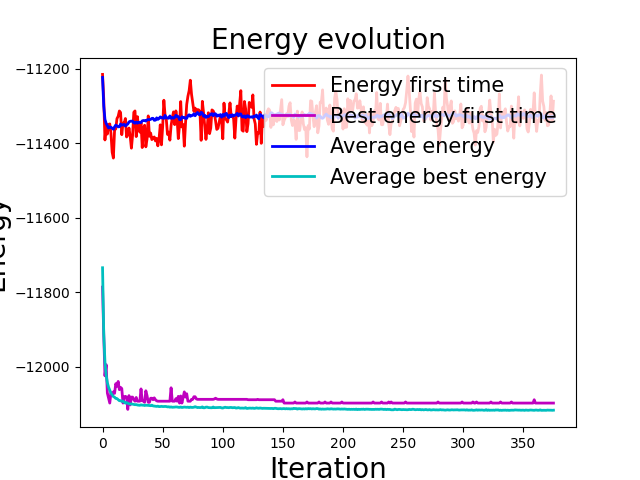 Energy evolution
Energy
−11200
−11400
−11600
−11800
−12000
Energy first time
Best energy first time
Average energy
Average best energy
0 50 100 150 200 250 300 350
Iteration